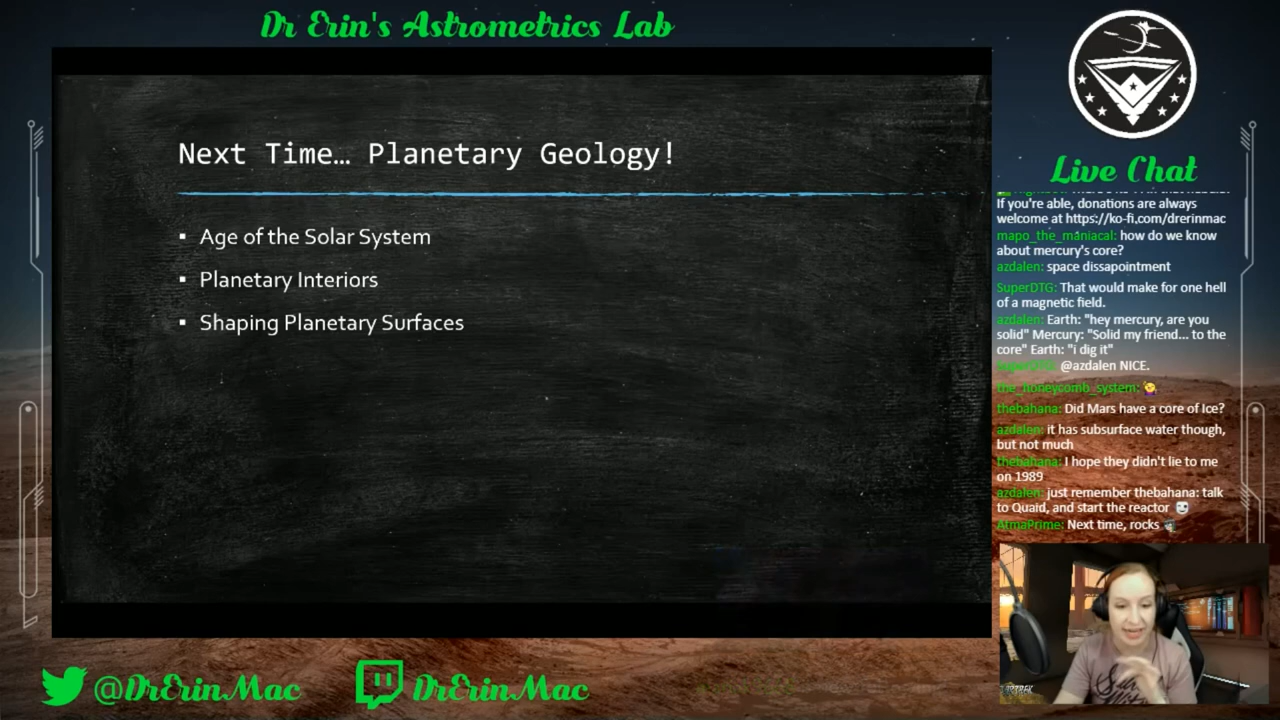 Dr Erin's Astrometrics Lab
Next Time… Planetary Geology!
▪ Age of the Solar System
▪ Planetary Interiors
▪ Shaping Planetary Surfaces
Live Chat
If you're able, donations are always
welcome at https://ko-fi.com/drerinmac
mapo_the_maniacal: how do we know
about mercury's core?
azdalen: space dissapointment
SuperDTG: That would make for one hell
of a magnetic field.
azdalen: Earth: "hey mercury, are you
solid" Mercury: "Solid my friend... to the
core" Earth: "i dig it"
SuperDTG: @azdalen NICE.
the_honeycomb_system: 🤷
thebahana: Did Mars have a core of Ice?
azdalen: it has subsurface water though,
but not much
thebahana: I hope they didn't lie to me
on 1989
azdalen: just remember thebahana: talk
to Quaid, and start the reactor
AtmaPrime: Next time, rocks
@DrErinMac
DrErinMac